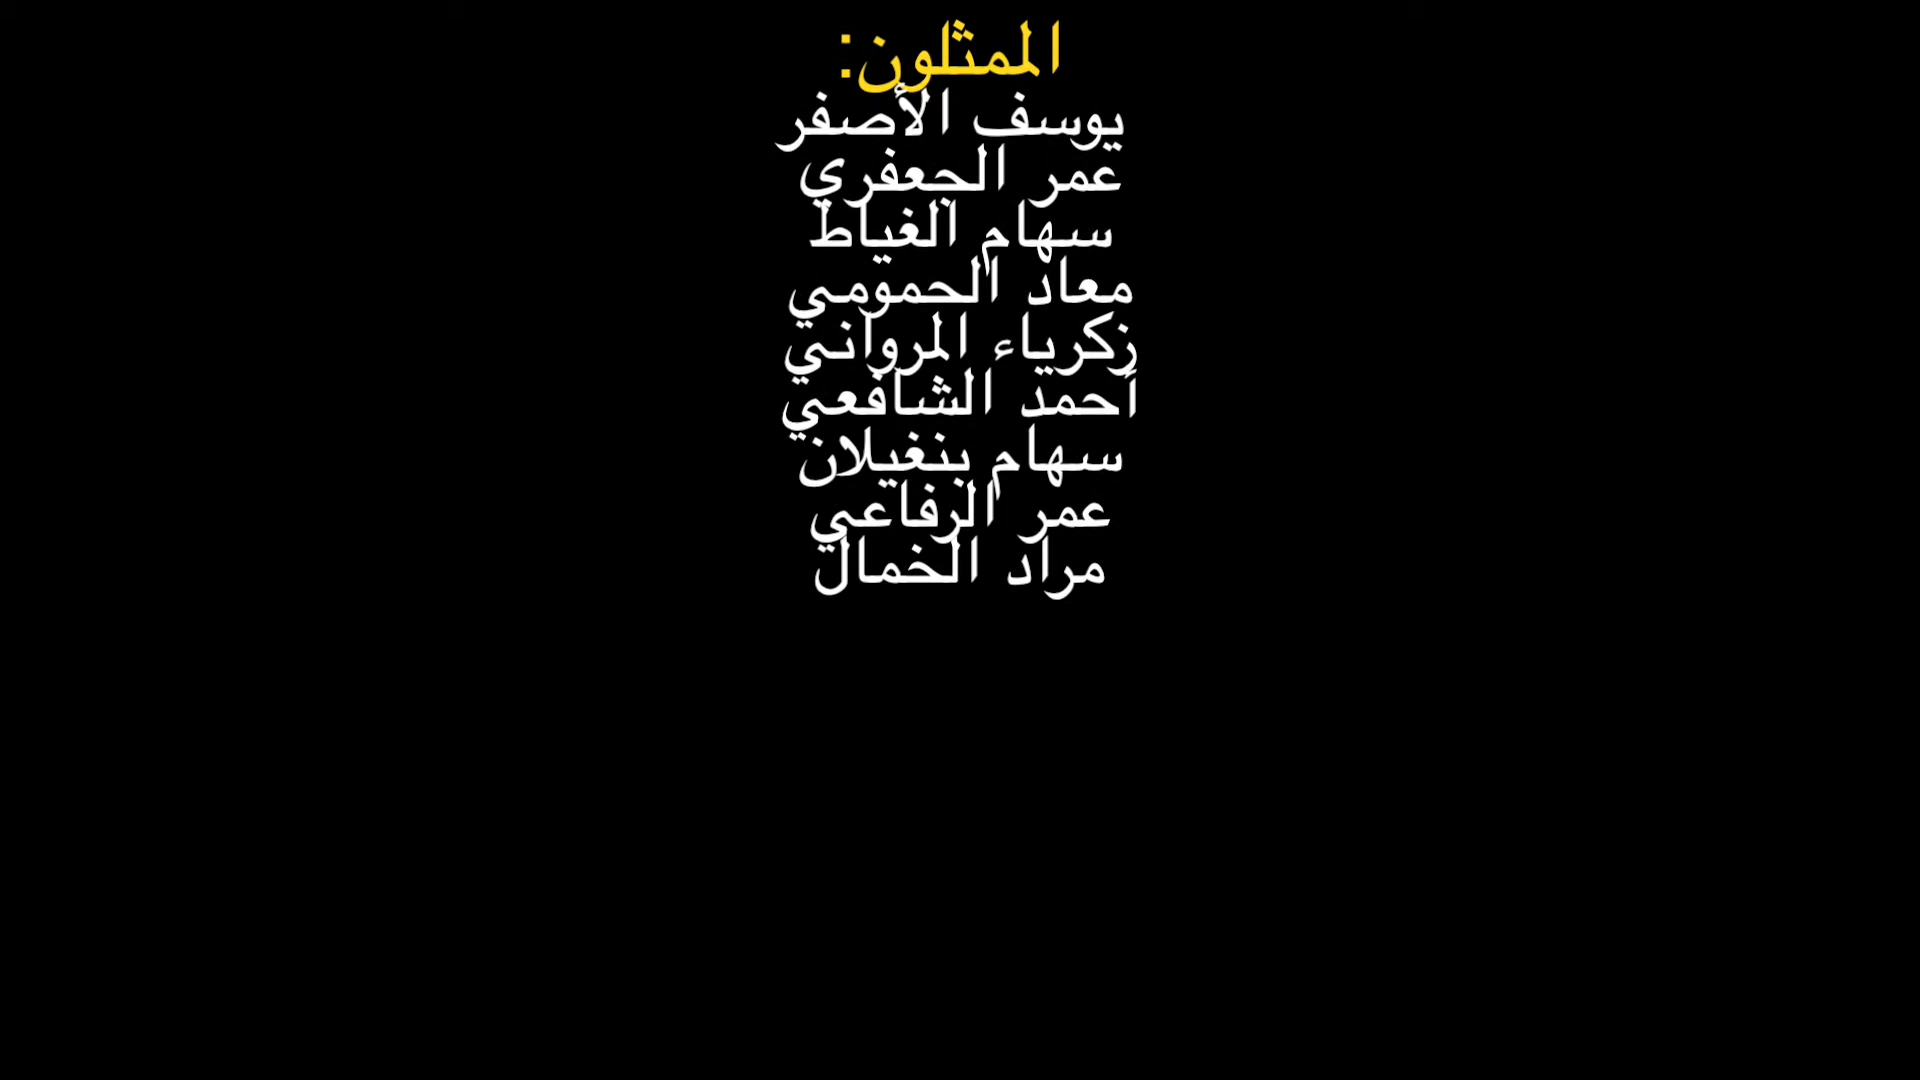 الممثلون:
يوسف الأصفر
عمر الجعفري
سهام الغياط
معاد الحمومي
زكرياء المرواني
أحمد الشافعي
سهام بنغيلان
عمر الرفاعي
مراد الخمال